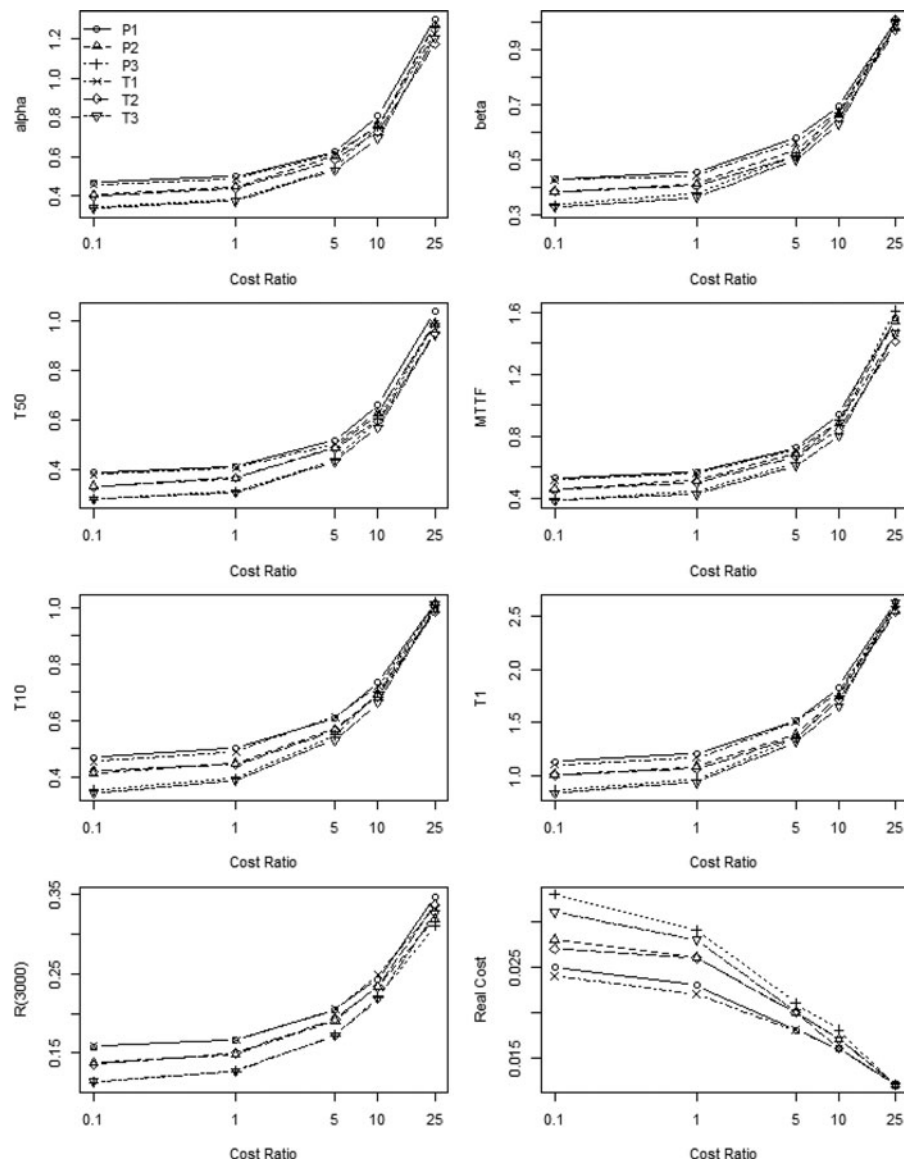 alpha
0.4 0.6 0.8 1.0 1.2
P1
P2
P3
T1
T2
T3
0.1 1 5 10 25
Cost Ratio
beta
0.3 0.5 0.7 0.9
0.1 1 5 10 25
Cost Ratio
T50
0.4 0.6 0.8 1.0
0.1 1 5 10 25
Cost Ratio
MTTF
0.4 0.8 1.2 1.6
0.1 1 5 10 25
Cost Ratio
T10
0.4 0.6 0.8 1.0
0.1 1 5 10 25
Cost Ratio
T1
1.0 1.5 2.0 2.5
0.1 1 5 10 25
Cost Ratio
R(3000)
0.15 0.25 0.35
0.1 1 5 10 25
Cost Ratio
Real Cost
0.015 0.025
0.1 1 5 10 25
Cost Ratio